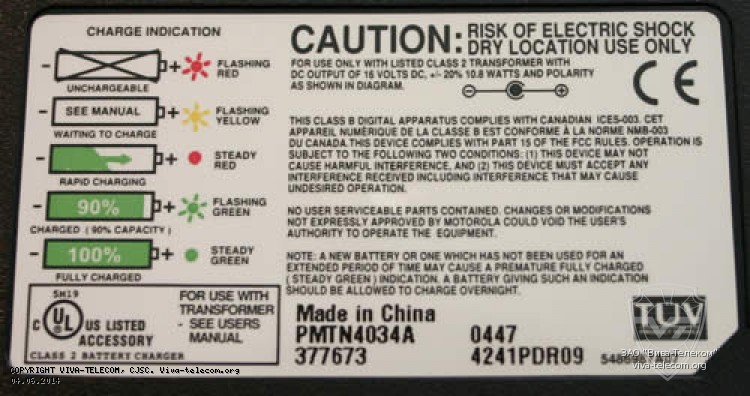 CHARGE INDICATION
- + FLASHING RED
UNCHARGEABLE
- SEE MANUAL + FLASHING YELLOW
WAITING TO CHARGE
- + STEADY RED
RAPID CHARGING
- 90% + FLASHING GREEN
CHARGED ( 90% CAPACITY )
- 100% + STEADY GREEN
FULLY CHARGED
5H19
C UL US LISTED
ACCESSORY
CLASS 2 BATTERY CHARGER
FOR USE WITH
TRANSFORMER
- SEE USERS
MANUAL
CAUTION: RISK OF ELECTRIC SHOCK
DRY LOCATION USE ONLY
FOR USE ONLY WITH LISTED CLASS 2 TRANSFORMER WITH
DC OUTPUT OF 16 VOLTS DC, +/- 20% 10.8 WATTS AND POLARITY
AS SHOWN IN DIAGRAM.
CE
THIS CLASS B DIGITAL APPARATUS COMPLIES WITH CANADIAN ICES-003. CET
APPAREIL NUMÉRIQUE DE LA CLASSE B EST CONFORME À LA NORME NMB-003
DU CANADA.THIS DEVICE COMPLIES WITH PART 15 OF THE FCC RULES. OPERATION IS
SUBJECT TO THE FOLLOWING TWO CONDITIONS: (1) THIS DEVICE MAY NOT
CAUSE HARMFUL INTERFERENCE, AND (2) THIS DEVICE MUST ACCEPT ANY
INTERFERENCE RECEIVED INCLUDING INTERFERENCE THAT MAY CAUSE
UNDESIRED OPERATION.
NO USER SERVICEABLE PARTS CONTAINED. CHANGES OR MODIFICATIONS
NOT EXPRESSLY APPROVED BY MOTOROLA COULD VOID THE USER'S
AUTHORITY TO OPERATE THE EQUIPMENT.
NOTE: A NEW BATTERY OR ONE WHICH HAS NOT BEEN USED FOR AN
EXTENDED PERIOD OF TIME MAY CAUSE A PREMATURE FULLY CHARGED
( STEADY GREEN ) INDICATION. A BATTERY GIVING SUCH AN INDICATION
SHOULD BE ALLOWED TO CHARGE OVERNIGHT.
Made in China
PMTN4034A 0447
377673 4241PDR09
TUV
ЗАО "Вива-Телеком"
viva-telecom.org
COPYRIGHT VIVA-TELECOM, CJSC. Viva-telecom.org
04.06.2014